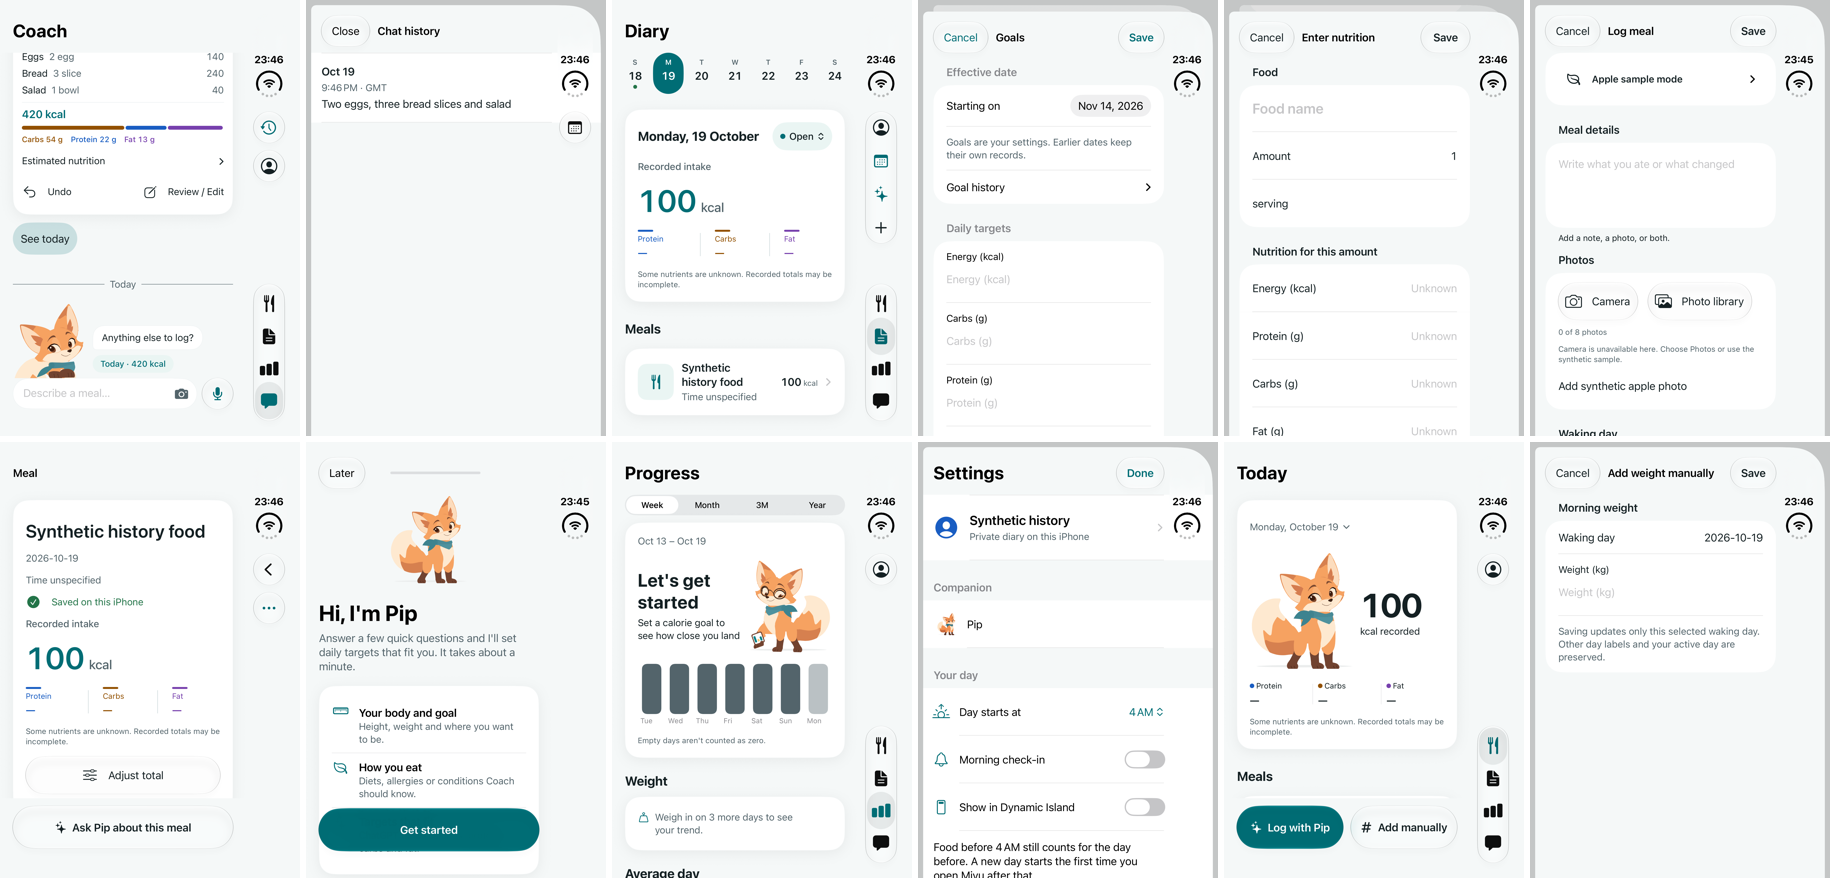 Coach
Eggs 2 egg 140
Bread 3 slice 240
Salad 1 bowl 40
420 kcal
Carbs 54 g Protein 22 g Fat 13 g
Estimated nutrition
Undo Review / Edit
See today
Today
Anything else to log?
Today · 420 kcal
Describe a meal...
23:46
Close Chat history
Oct 19
9:46 PM · GMT
Two eggs, three bread slices and salad
23:46
Diary
S M T W T F S
18 19 20 21 22 23 24
Monday, 19 October Open
Recorded intake
100 kcal
Protein Carbs Fat
— — —
Some nutrients are unknown. Recorded totals may be
incomplete.
Meals
Synthetic
history food
Time unspecified
100 kcal
23:46
Cancel Goals Save
Effective date
Starting on Nov 14, 2026
Goals are your settings. Earlier dates keep
their own records.
Goal history
Daily targets
Energy (kcal)
Energy (kcal)
Carbs (g)
Carbs (g)
Protein (g)
Protein (g)
23:46
Cancel Enter nutrition Save
Food
Food name
Amount 1
serving
Nutrition for this amount
Energy (kcal) Unknown
Protein (g) Unknown
Carbs (g) Unknown
Fat (g) Unknown
23:46
Cancel Log meal Save
Apple sample mode
Meal details
Write what you ate or what changed
Add a note, a photo, or both.
Photos
Camera Photo library
0 of 8 photos
Camera is unavailable here. Choose Photos or use the
synthetic sample.
Add synthetic apple photo
Waking day
23:45
Meal
Synthetic history food
2026-10-19
Time unspecified
Saved on this iPhone
Recorded intake
100 kcal
Protein Carbs Fat
— — —
Some nutrients are unknown. Recorded totals may be
incomplete.
Adjust total
Ask Pip about this meal
23:46
Later
Hi, I'm Pip
Answer a few quick questions and I'll set
daily targets that fit you. It takes about a
minute.
Your body and goal
Height, weight and where you want
to be.
How you eat
Diets, allergies or conditions Coach
should know.
Get started
23:45
Progress
Week Month 3M Year
Oct 13 – Oct 19
Let's get
started
Set a calorie goal to
see how close you land
Tue Wed Thu Fri Sat Sun Mon
Empty days aren't counted as zero.
Weight
Weigh in on 3 more days to see
your trend.
Average day
23:46
Settings Done
Synthetic history
Private diary on this iPhone
Companion
Pip
Your day
Day starts at 4 AM
Morning check-in
Show in Dynamic Island
Food before 4 AM still counts for the day
before. A new day starts the first time you
open Miyu after that.
23:46
Today
Monday, October 19
100
kcal recorded
Protein Carbs Fat
— — —
Some nutrients are unknown. Recorded totals may be
incomplete.
Meals
Log with Pip # Add manually
23:46
Cancel Add weight manually Save
Morning weight
Waking day 2026-10-19
Weight (kg)
Weight (kg)
Saving updates only this selected waking day.
Other day labels and your active day are
preserved.
23:46